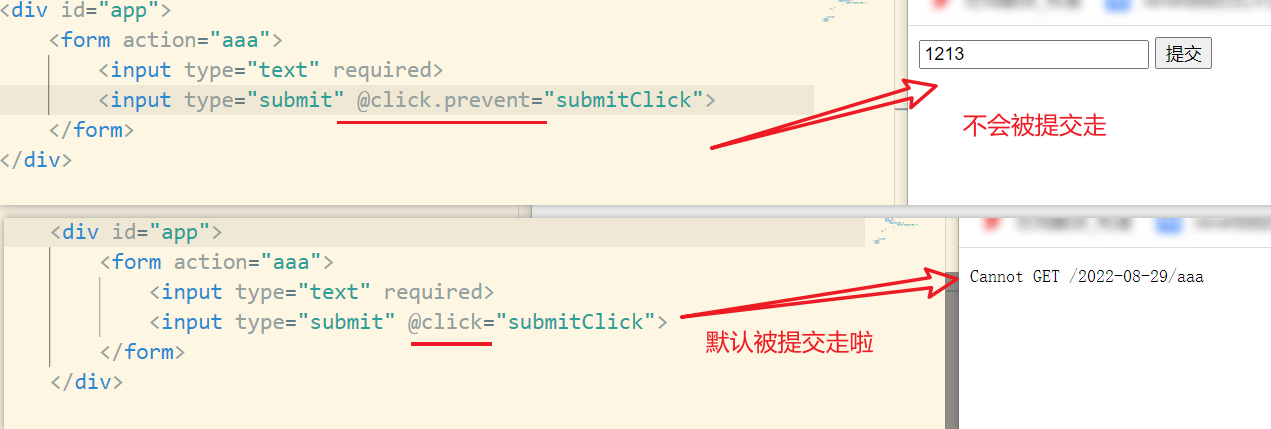 <div id="app">
<form action="aaa">
<input type="text" required>
<input type="submit" @click.prevent="submitClick">
</form>
</div>
1213 提交
不会被提交走
<div id="app">
<form action="aaa">
<input type="text" required>
<input type="submit" @click="submitClick">
</form>
</div>
Cannot GET /2022-08-29/aaa
默认被提交走啦